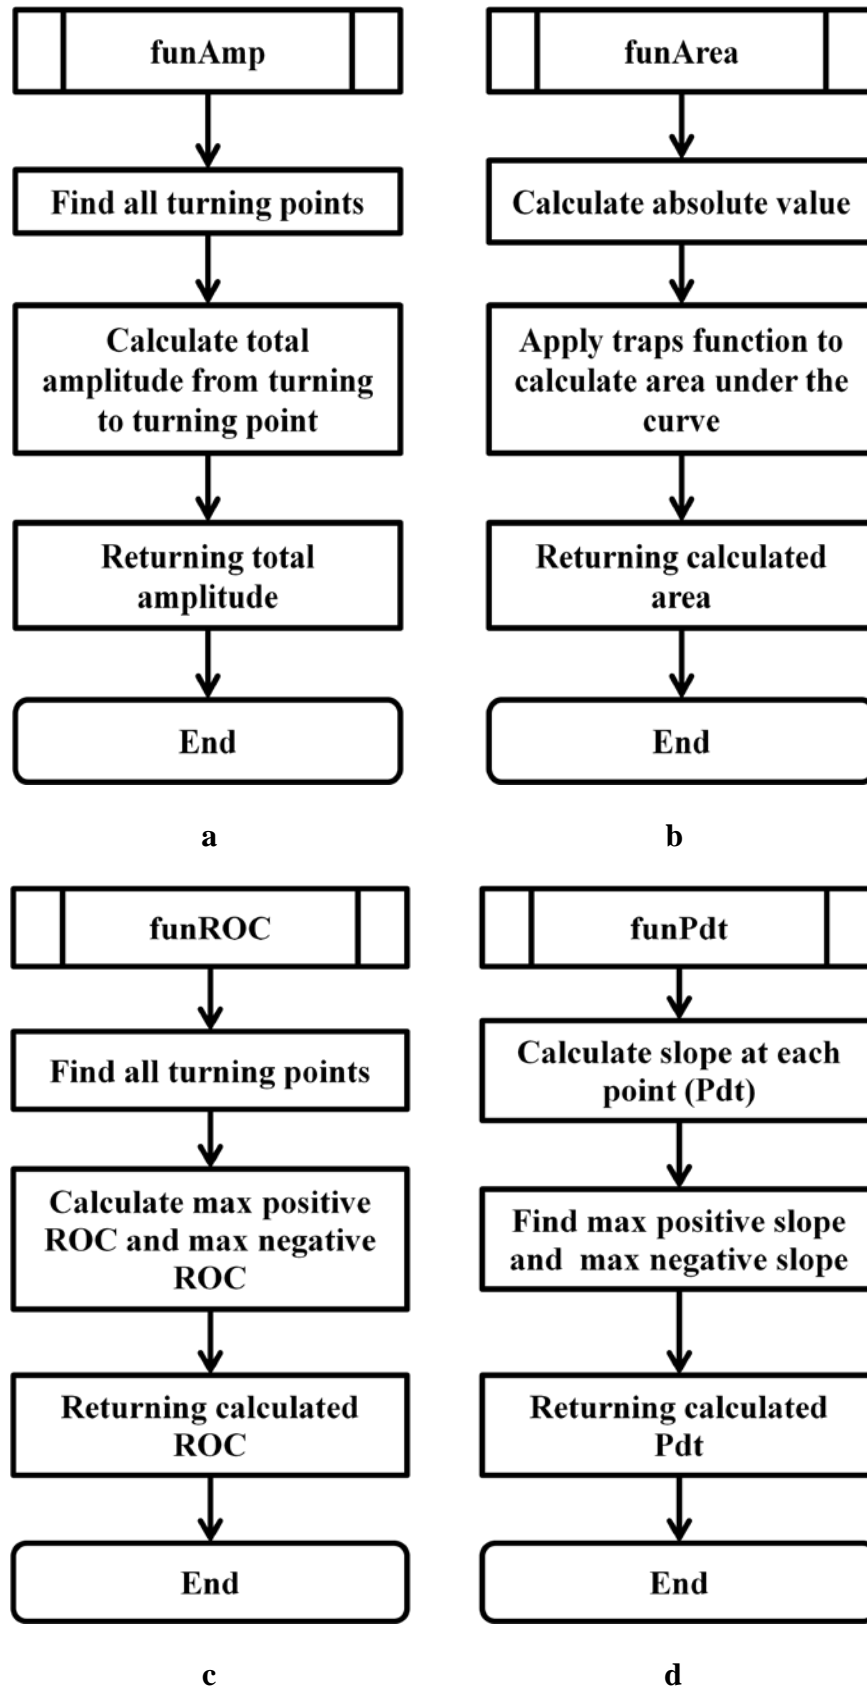 funAmp
Find all turning points
Calculate total
amplitude from turning
to turning point
Returning total
amplitude
End
a
funArea
Calculate absolute value
Apply traps function to
calculate area under the
curve
Returning calculated
area
End
b
funROC
Find all turning points
Calculate max positive
ROC and max negative
ROC
Returning calculated
ROC
End
c
funPdt
Calculate slope at each
point (Pdt)
Find max positive slope
and max negative slope
Returning calculated
Pdt
End
d